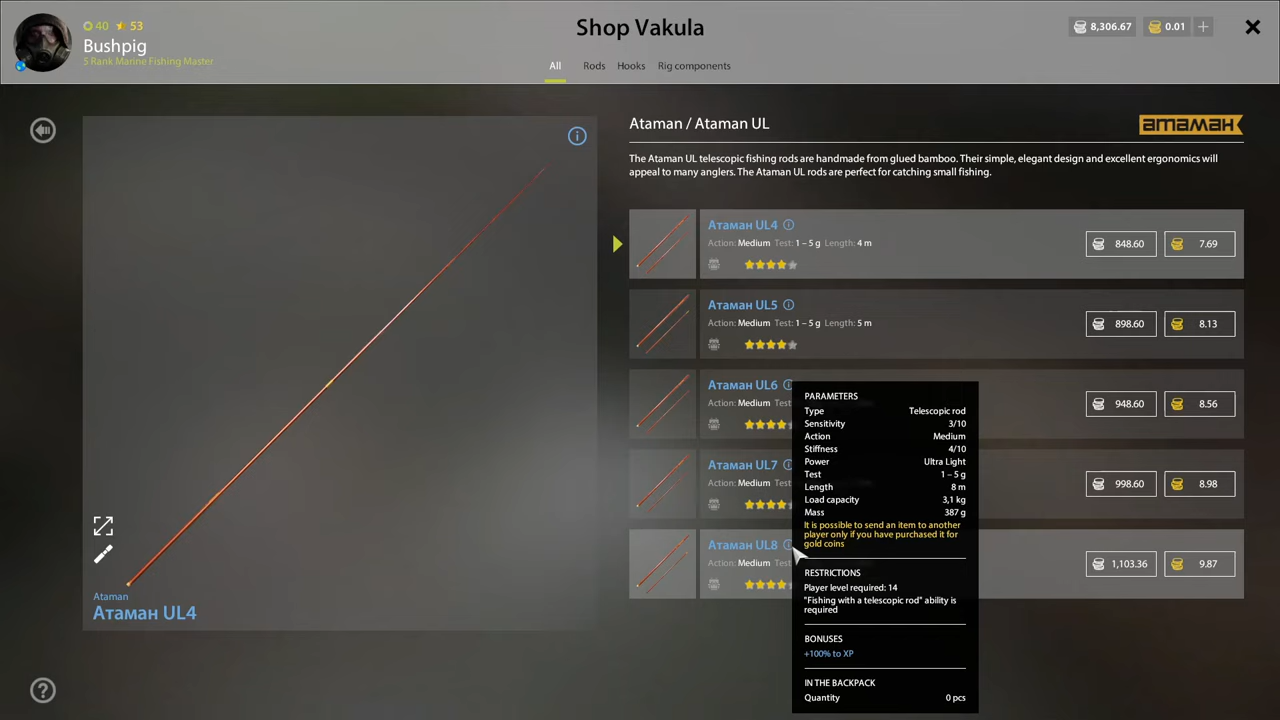 40 53
Bushpig
5 Rank Marine Fishing Master
Shop Vakula
8,306.67
0.01 +
All Rods Hooks Rig components
Ataman / Ataman UL
атаман
The Ataman UL telescopic fishing rods are handmade from glued bamboo. Their simple, elegant design and excellent ergonomics will
appeal to many anglers. The Ataman UL rods are perfect for catching small fishing.
Ataman
Атаман UL4
Атаман UL4
Action: Medium Test: 1 – 5 g Length: 4 m
848.60 7.69
Атаман UL5
Action: Medium Test: 1 – 5 g Length: 5 m
898.60 8.13
Атаман UL6
Action: Medium Test
948.60 8.56
Атаман UL7
Action: Medium Test
998.60 8.98
Атаман UL8
Action: Medium Test
1,103.36 9.87
PARAMETERS
Type Telescopic rod
Sensitivity 3/10
Action Medium
Stiffness 4/10
Power Ultra Light
Test 1 – 5 g
Length 8 m
Load capacity 3,1 kg
Mass 387 g
It is possible to send an item to another
player only if you have purchased it for
gold coins
RESTRICTIONS
Player level required: 14
"Fishing with a telescopic rod" ability is
required
BONUSES
+100% to XP
IN THE BACKPACK
Quantity 0 pcs
?